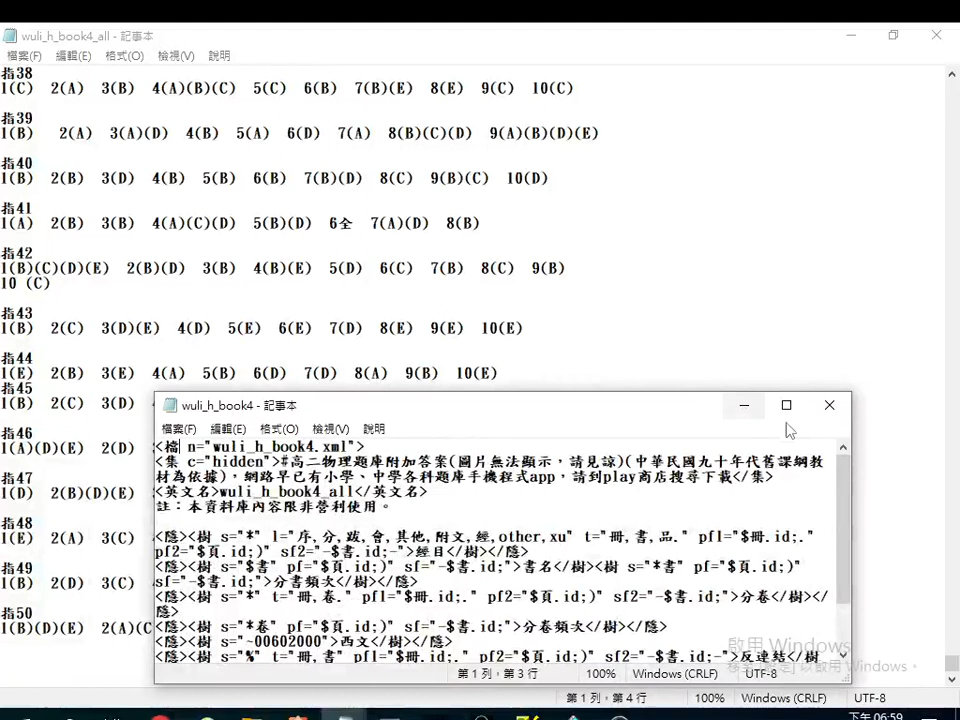 wuli_h_book4_all - 記事本
檔案(F) 編輯(E) 格式(O) 檢視(V) 說明
指38
1(C) 2(A) 3(B) 4(A)(B)(C) 5(C) 6(B) 7(B)(E) 8(E) 9(C) 10(C)
指39
1(B) 2(A) 3(A)(D) 4(B) 5(A) 6(D) 7(A) 8(B)(C)(D) 9(A)(B)(D)(E)
指40
1(B) 2(B) 3(D) 4(B) 5(B) 6(B) 7(B)(D) 8(C) 9(B)(C) 10(D)
指41
1(A) 2(B) 3(B) 4(A)(C)(D) 5(B)(D) 6全 7(A)(D) 8(B)
指42
1(B)(C)(D)(E) 2(B)(D) 3(B) 4(B)(E) 5(D) 6(C) 7(B) 8(C) 9(B)
10 (C)
指43
1(B) 2(C) 3(D)(E) 4(D) 5(E) 6(E) 7(D) 8(E) 9(E) 10(E)
指44
1(E) 2(B) 3(E) 4(A) 5(B) 6(D) 7(D) 8(A) 9(B) 10(E)
指45
1(B) 2(C) 3(D)
指46
1(A)(D)(E) 2(D)
指47
1(D) 2(B)(D)(E)
指48
1(E) 2(A) 3(C)
指49
1(B) 2(D) 3(C)
指50
1(B)(D)(E) 2(A)(C
wuli_h_book4 - 記事本
檔案(F) 編輯(E) 格式(O) 檢視(V) 說明
<檔 n="wuli_h_book4.xml">
<集 c="hidden">#高二物理題庫附加答案(圖片無法顯示，請見諒)(中華民國九十年代舊課綱教
材為依據)，網路早已有小學、中學各科題庫手機程式app，請到play商店搜尋下載</集>
<英文名>wuli_h_book4_all</英文名>
註：本資料庫內容限非營利使用。
<隱><樹 s="*" l="序,分,跋,會,其他,附文,經,other,xu" t="冊,書,品." pf1="$冊.id;."
pf2="$頁.id;)" sf2="-$書.id;-">經目</樹></隱>
<隱><樹 s="$書" pf="$頁.id;)" sf="-$書.id;">書名</樹><樹 s="*書" pf="$頁.id;)"
sf="-$書.id;">分書頻次</樹></隱>
<隱><樹 s="*" t="冊,卷." pf1="$冊.id;." pf2="$頁.id;)" sf2="-$書.id;">分卷</樹></
隱>
<隱><樹 s="*卷" pf="$頁.id;)" sf="-$書.id;">分卷頻次</樹></隱>
<隱><樹 s="~00602000">西文</樹></隱>
<隱><樹 s="%" t="冊,書" pf1="$冊.id;." pf2="$頁.id;)" sf2="-$書.id;-">反連結</樹
啟用 Windows
移至 [設定] 以啟用 Windows。
第 1 列，第 3 行 100% Windows (CRLF) UTF-8
第 1 列，第 4 行 100% Windows (CRLF) UTF-8
下午 06:59